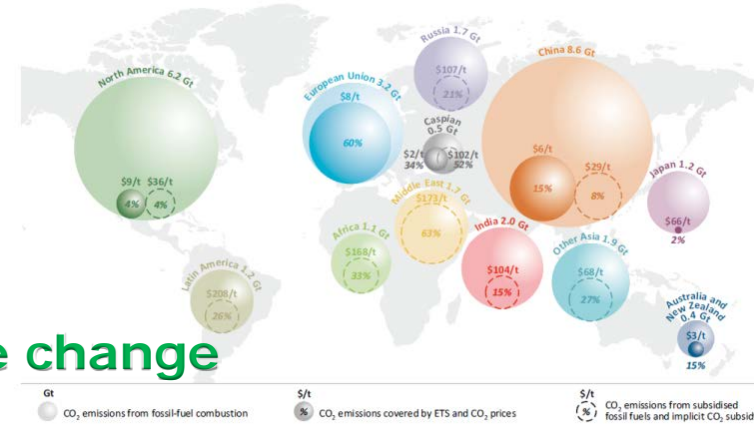 Russia 1.7 Gt
$107/t
21%
China 8.6 Gt
North America 6.2 Gt
European Union 3.2 Gt
$8/t
60%
Caspian
0.5 Gt
$2/t
34%
$102/t
52%
$6/t
15%
$29/t
8%
Japan 1.2 Gt
$66/t
2%
$9/t $36/t
4% 4%
Middle East 1.7 Gt
$173/t
63%
Africa 1.1 Gt
$168/t
33%
India 2.0 Gt
$104/t
15%
Other Asia 1.9 Gt
$68/t
27%
Latin America 1.2 Gt
$208/t
26%
Australia and
New Zealand
0.4 Gt
$3/t
15%
e change
Gt
CO2 emissions from fossil-fuel combustion
$/t
%
CO2 emissions covered by ETS and CO2 prices
$/t
%
CO2 emissions from subsidised
fossil fuels and implicit CO2 subsid